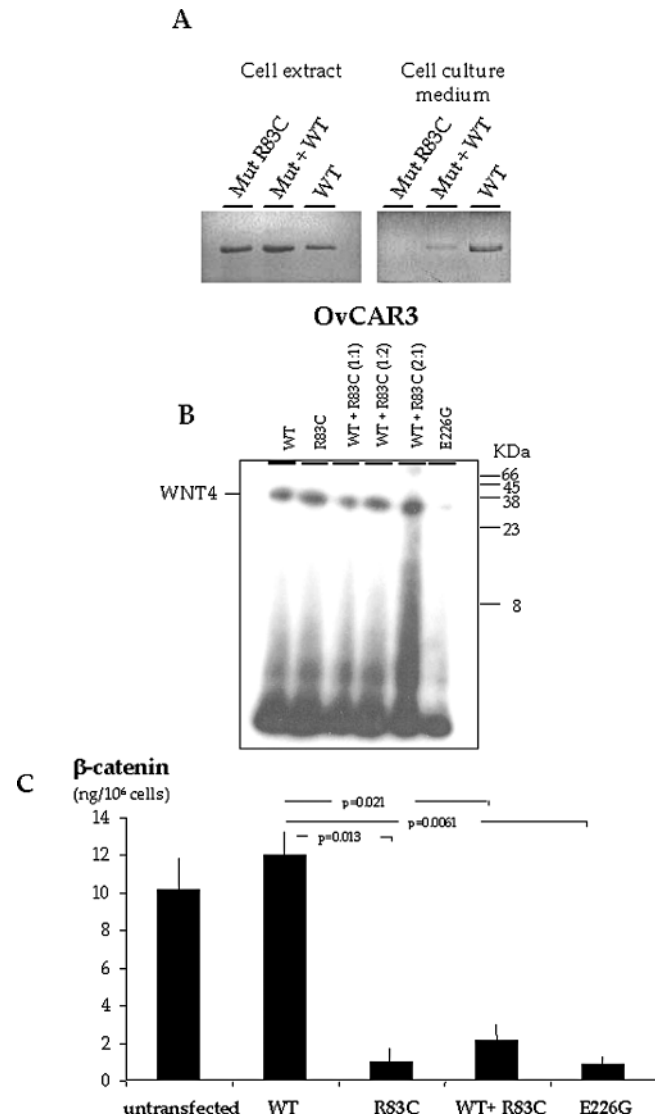 A
Cell extract
Cell culture
medium
Mut R83C
Mut + WT
WT
Mut R83C
Mut + WT
WT
OvCAR3
B
WT
R83C
WT + R83C (1:1)
WT + R83C (1:2)
WT + R83C (2:1)
E226G
KDa
WNT4
66
45
38
23
8
C
β-catenin
(ng/10⁶ cells)
p=0.021
p=0.0061
p=0.013
14
12
10
8
6
4
2
0
untransfected WT R83C WT+ R83C E226G